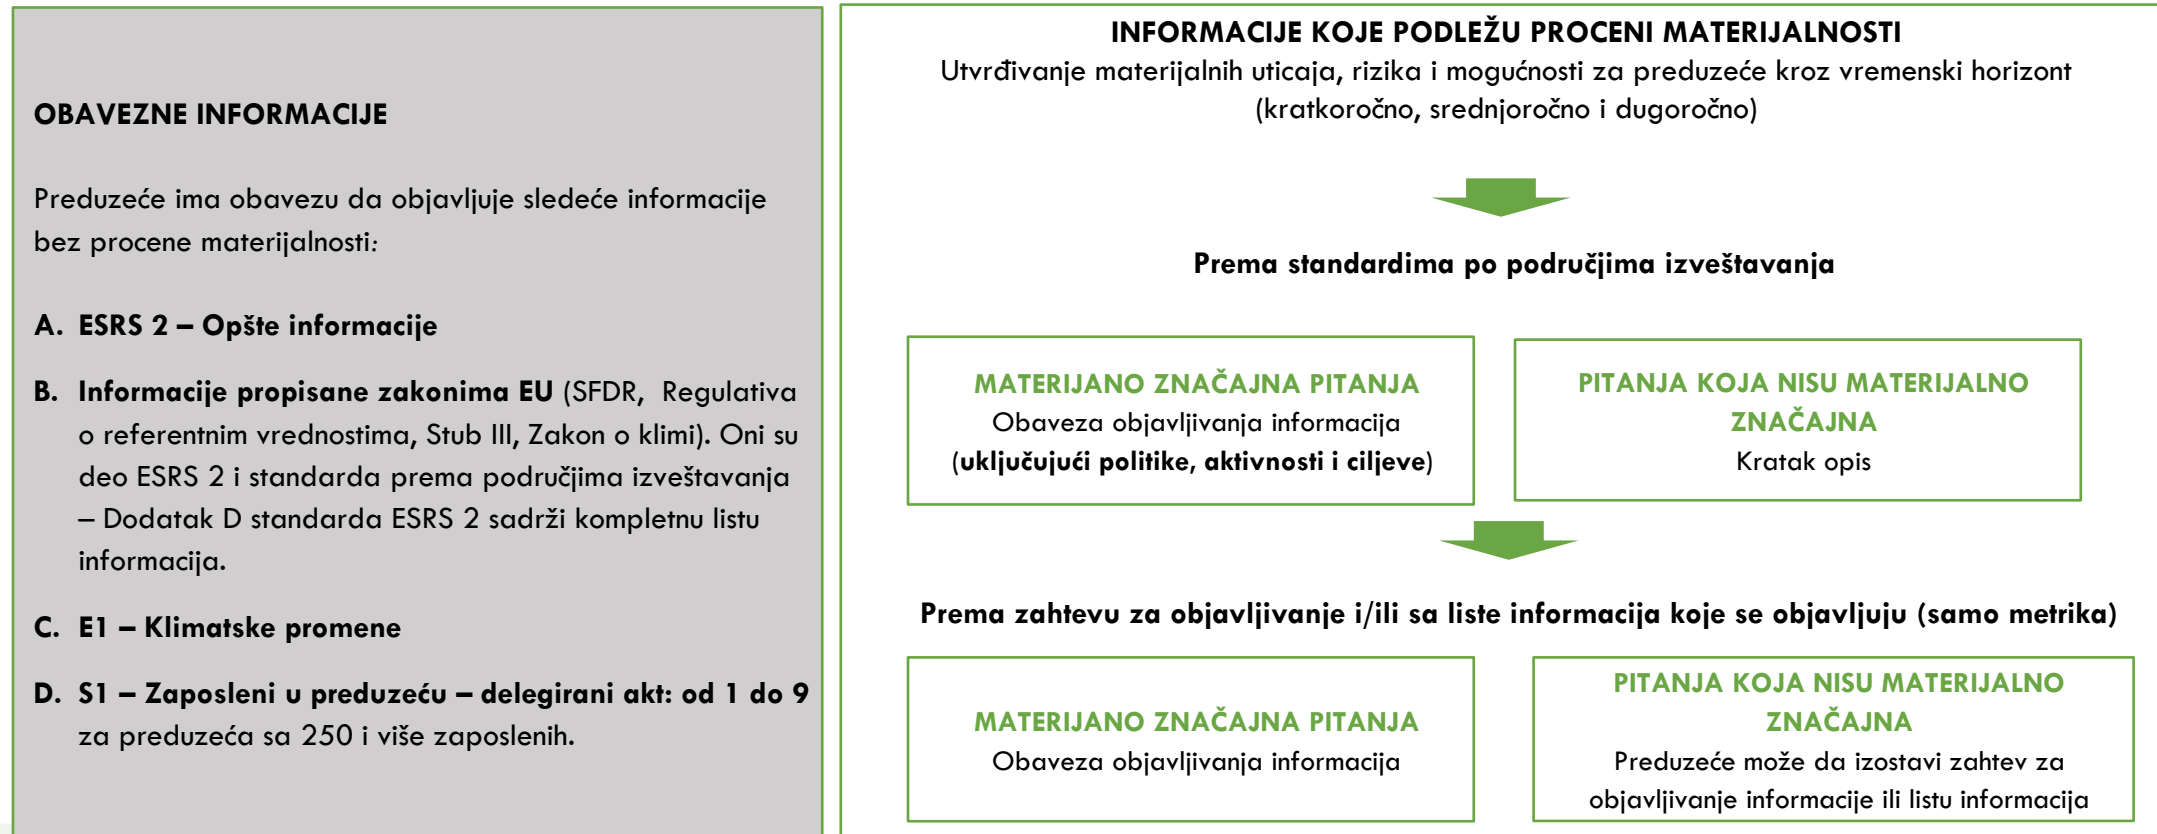 OBAVEZNE INFORMACIJE
Preduzeće ima obavezu da objavljuje sledeće informacije
bez procene materijalnosti:
A. ESRS 2 – Opšte informacije
B. Informacije propisane zakonima EU (SFDR, Regulativa
o referentnim vrednostima, Stub III, Zakon o klimi). Oni su
deo ESRS 2 i standarda prema područjima izveštavanja
– Dodatak D standarda ESRS 2 sadrži kompletnu listu
informacija.
C. E1 – Klimatske promene
D. S1 – Zaposleni u preduzeću – delegirani akt: od 1 do 9
za preduzeća sa 250 i više zaposlenih.
INFORMACIJE KOJE PODLEŽU PROCENI MATERIJALNOSTI
Utvrđivanje materijalnih uticaja, rizika i mogućnosti za preduzeće kroz vremenski horizont
(kratkoročno, srednjoročno i dugoročno)
Prema standardima po područjima izveštavanja
MATERIJANO ZNAČAJNA PITANJA
Obaveza objavljivanja informacija
(uključujući politike, aktivnosti i ciljeve)
PITANJA KOJA NISU MATERIJALNO
ZNAČAJNA
Kratak opis
Prema zahtevu za objavljivanje i/ili sa liste informacija koje se objavljuju (samo metrika)
MATERIJANO ZNAČAJNA PITANJA
Obaveza objavljivanja informacija
PITANJA KOJA NISU MATERIJALNO
ZNAČAJNA
Preduzeće može da izostavi zahtev za
objavljivanje informacije ili listu informacija